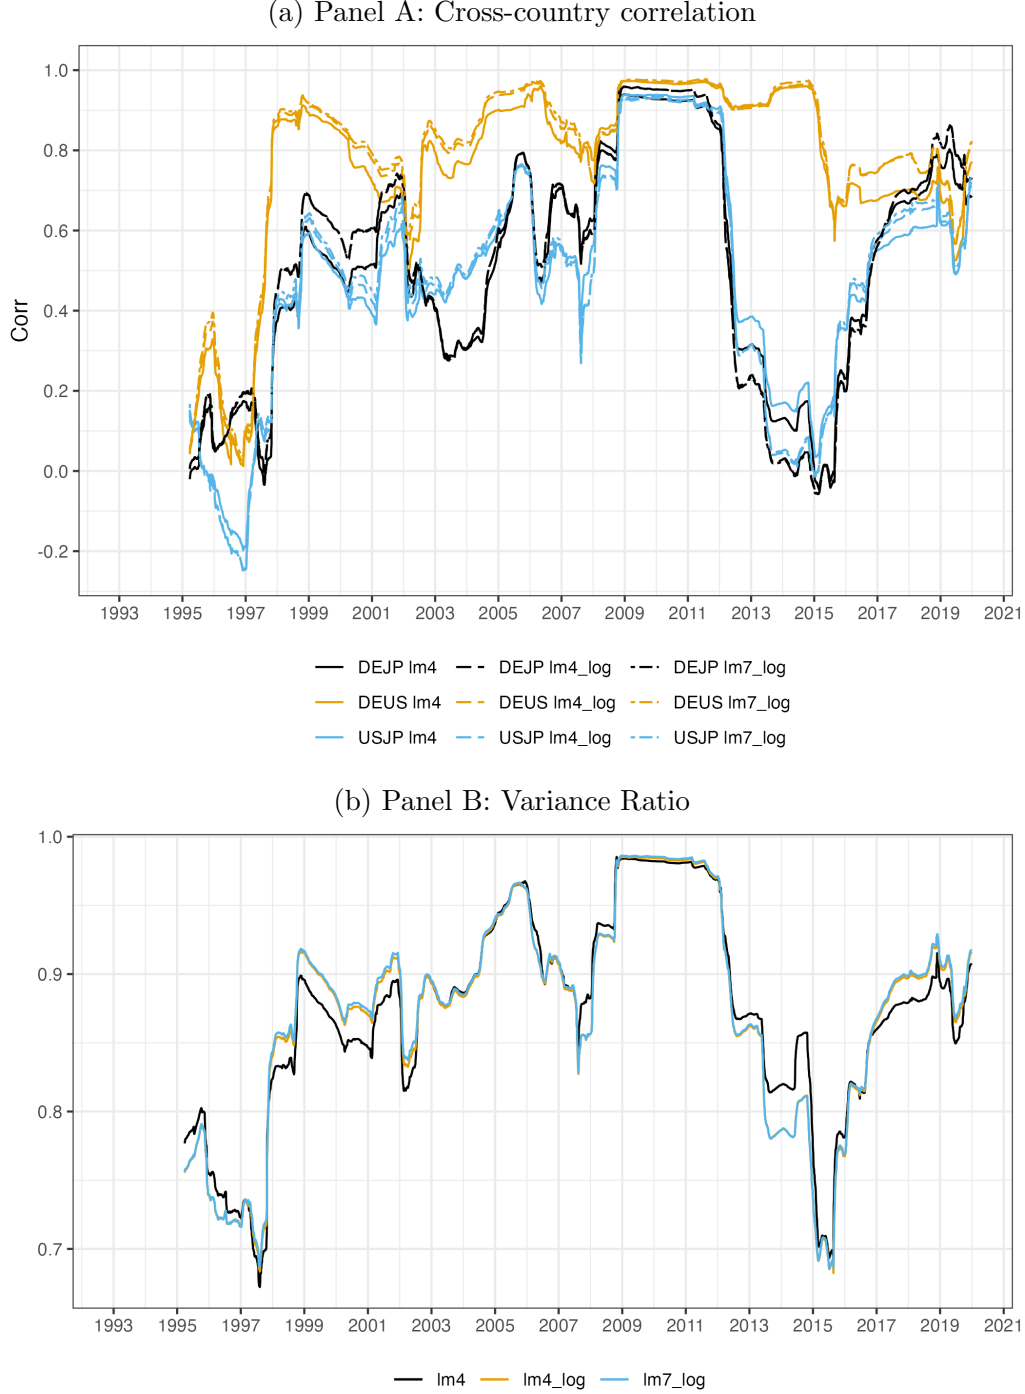 (a) Panel A: Cross-country correlation
1.0
0.8
0.6
0.4
0.2
0.0
-0.2
Corr
1993 1995 1997 1999 2001 2003 2005 2007 2009 2011 2013 2015 2017 2019 2021
DEJP lm4 DEJP lm4_log DEJP lm7_log
DEUS lm4 DEUS lm4_log DEUS lm7_log
USJP lm4 USJP lm4_log USJP lm7_log
(b) Panel B: Variance Ratio
1.0
0.9
0.8
0.7
1993 1995 1997 1999 2001 2003 2005 2007 2009 2011 2013 2015 2017 2019 2021
lm4 lm4_log lm7_log